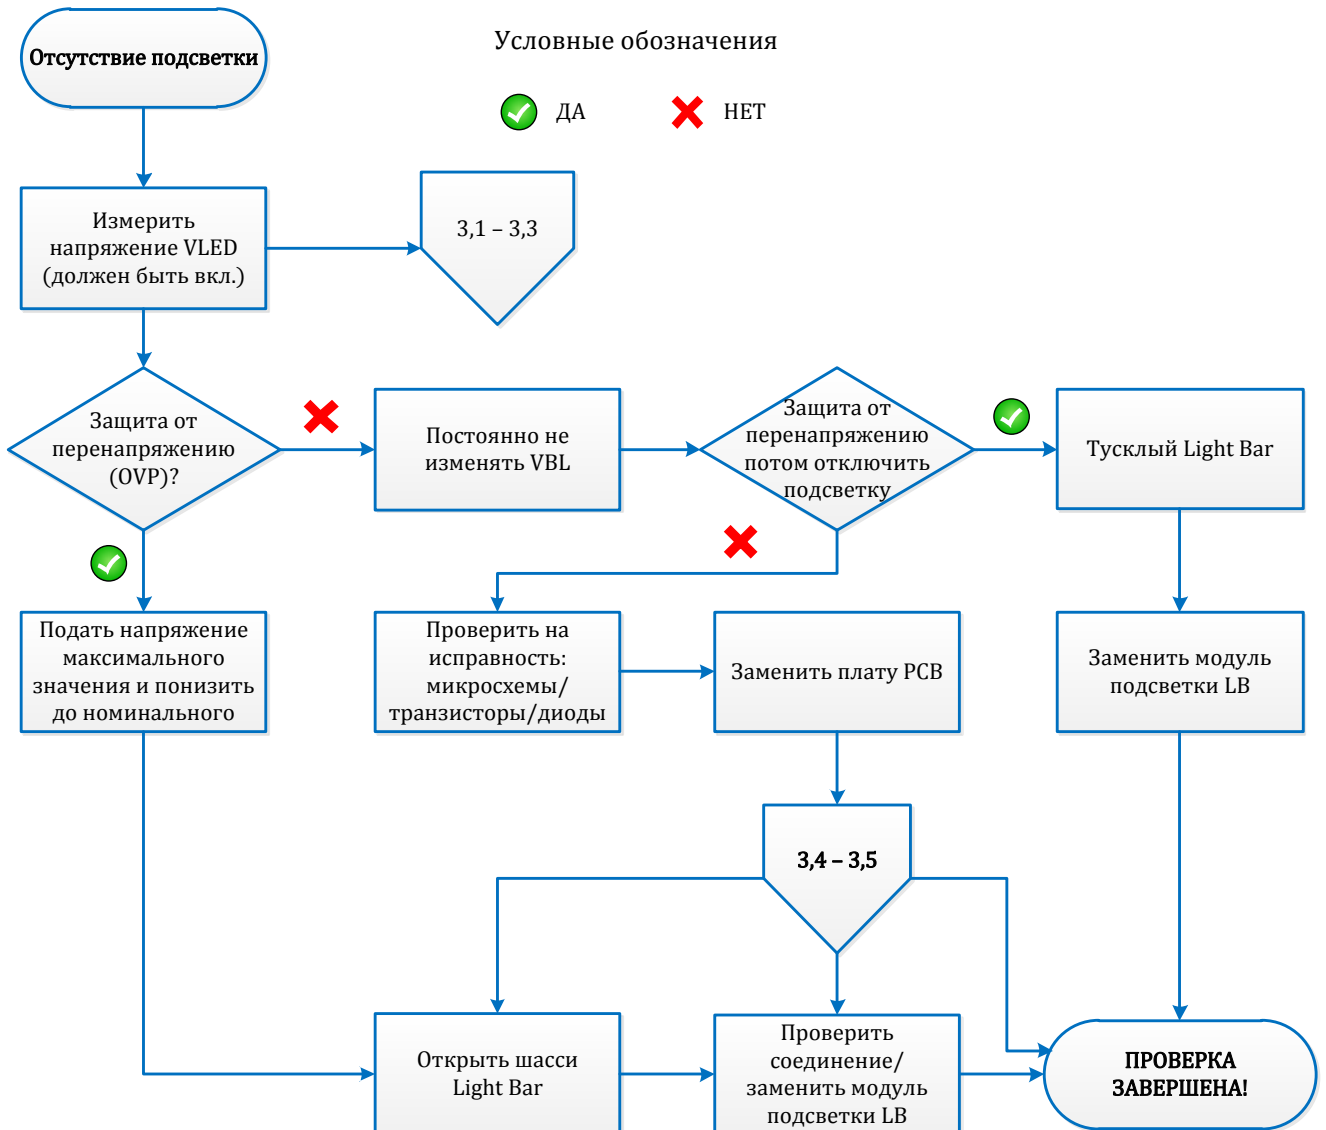 Отсутствие подсветки
Условные обозначения
ДА
НЕТ
Измерить
напряжение VLED
(должен быть вкл.)
3,1 – 3,3
Защита от
перенапряжению
(OVP)?
Постоянно не
изменять VBL
Защита от
перенапряжению
потом отключить
подсветку
Тусклый Light Bar
Подать напряжение
максимального
значения и понизить
до номинального
Проверить на
исправность:
микросхемы/
транзисторы/диоды
Заменить плату PCB
Заменить модуль
подсветки LB
3,4 – 3,5
Открыть шасси
Light Bar
Проверить
соединение/
заменить модуль
подсветки LB
ПРОВЕРКА
ЗАВЕРШЕНА!